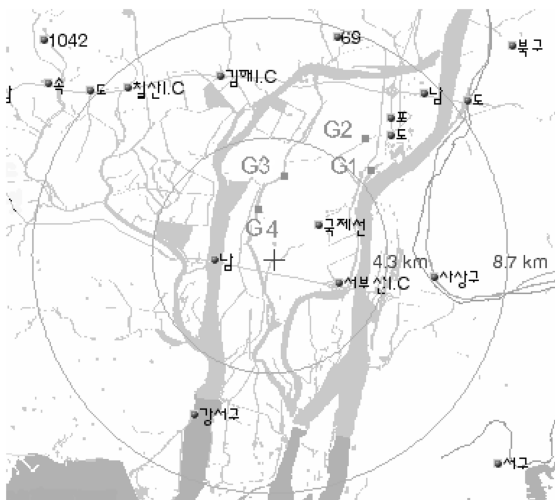 1042
69
북구
속
도
칠산I.C
김해I.C
남
도
포
도
G2
G3
G1
G4
국제선
남
4.3 km
8.7 km
서부산I.C
사상구
강서구
서구